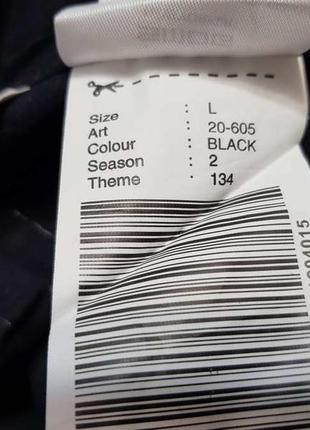 Size : L
Art : 20-605
Colour : BLACK
Season : 2
Theme : 134